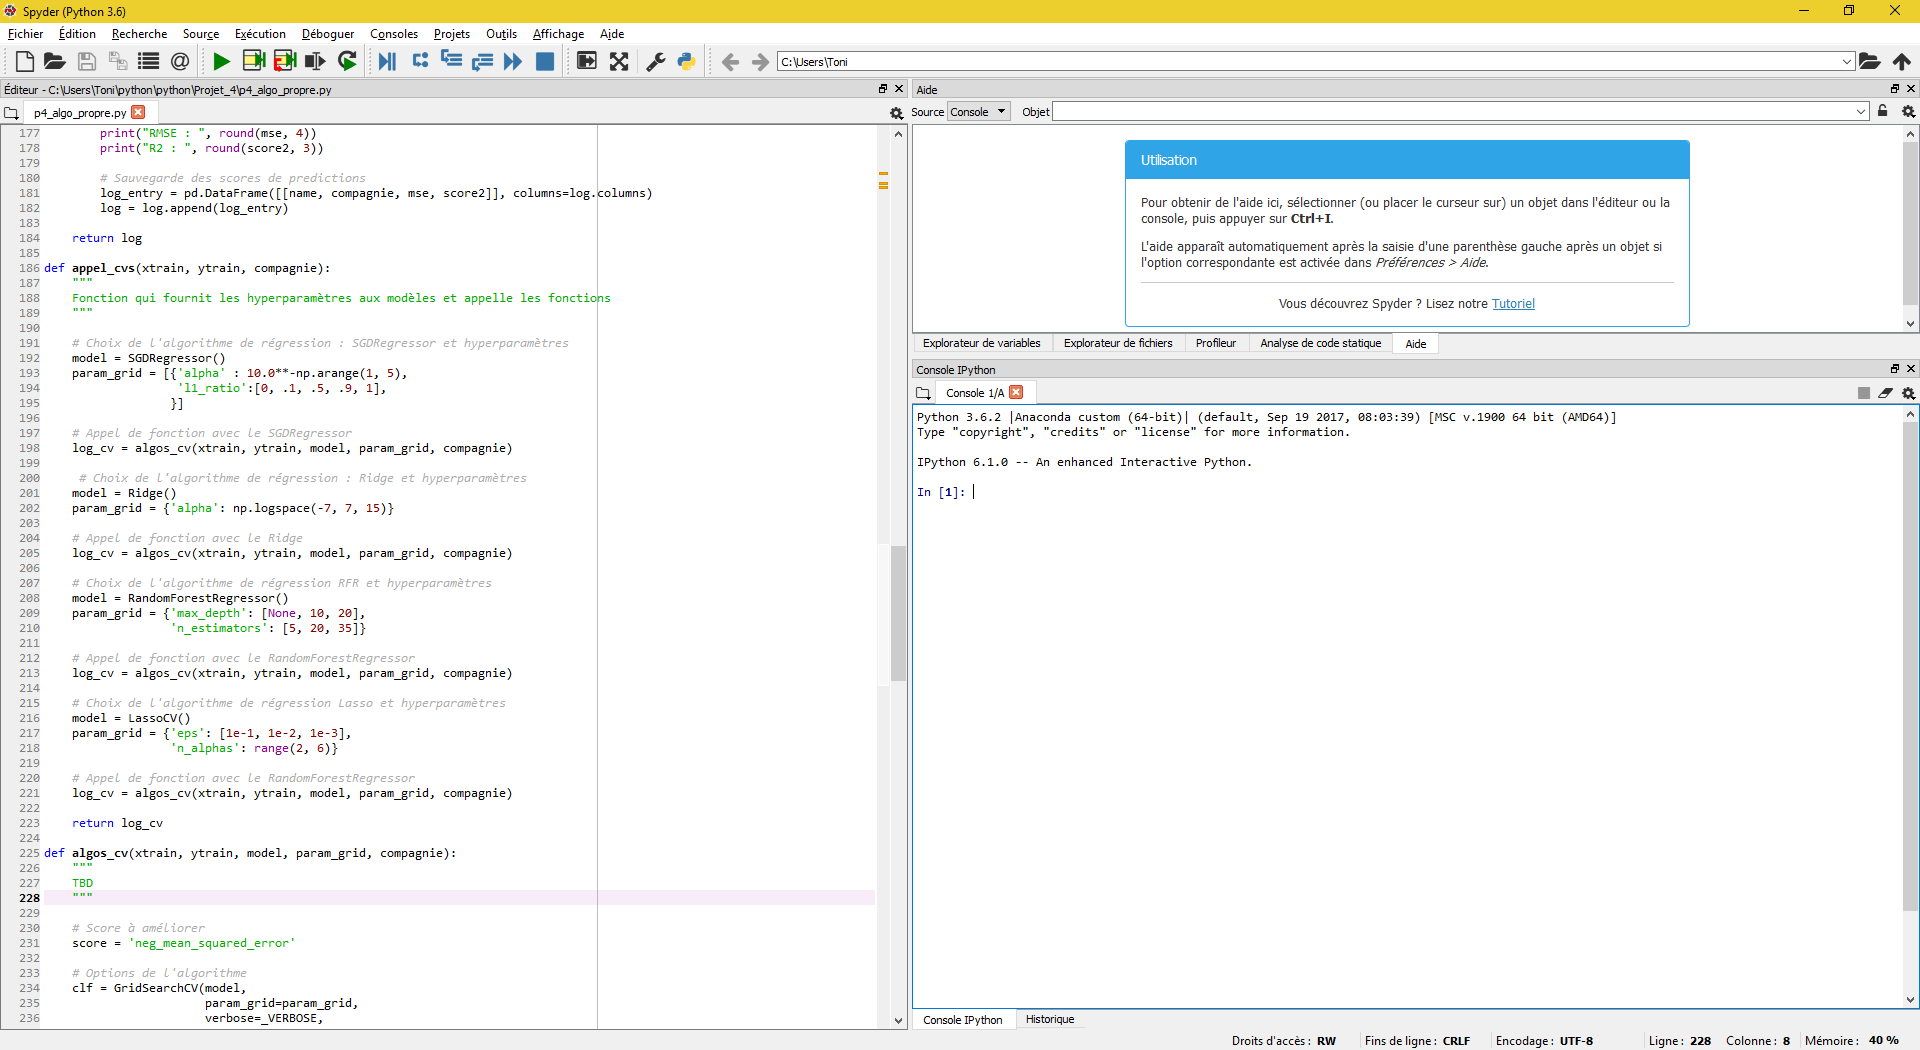 Spyder (Python 3.6)
Fichier Édition Recherche Source Exécution Déboguer Consoles Projets Outils Affichage Aide
C:\Users\Toni
Éditeur - C:\Users\Toni\python\python\Projet_4\p4_algo_propre.py
p4_algo_propre.py
177 print("RMSE : ", round(mse, 4))
178 print("R2 : ", round(score2, 3))
179
180 # Sauvegarde des scores de predictions
181 log_entry = pd.DataFrame([[name, compagnie, mse, score2]], columns=log.columns)
182 log = log.append(log_entry)
183
184 return log
185
186 def appel_cvs(xtrain, ytrain, compagnie):
187 """
188 Fonction qui fournit les hyperparamètres aux modèles et appelle les fonctions
189 """
190
191 # Choix de l'algorithme de régression : SGDRegressor et hyperparamètres
192 model = SGDRegressor()
193 param_grid = [{'alpha' : 10.0**-np.arange(1, 5),
194 'l1_ratio':[0, .1, .5, .9, 1],
195 }]
196
197 # Appel de fonction avec le SGDRegressor
198 log_cv = algos_cv(xtrain, ytrain, model, param_grid, compagnie)
199
200 # Choix de l'algorithme de régression : Ridge et hyperparamètres
201 model = Ridge()
202 param_grid = {'alpha': np.logspace(-7, 7, 15)}
203
204 # Appel de fonction avec le Ridge
205 log_cv = algos_cv(xtrain, ytrain, model, param_grid, compagnie)
206
207 # Choix de l'algorithme de régression RFR et hyperparamètres
208 model = RandomForestRegressor()
209 param_grid = {'max_depth': [None, 10, 20],
210 'n_estimators': [5, 20, 35]}
211
212 # Appel de fonction avec le RandomForestRegressor
213 log_cv = algos_cv(xtrain, ytrain, model, param_grid, compagnie)
214
215 # Choix de l'algorithme de régression Lasso et hyperparamètres
216 model = LassoCV()
217 param_grid = {'eps': [1e-1, 1e-2, 1e-3],
218 'n_alphas': range(2, 6)}
219
220 # Appel de fonction avec le RandomForestRegressor
221 log_cv = algos_cv(xtrain, ytrain, model, param_grid, compagnie)
222
223 return log_cv
224
225 def algos_cv(xtrain, ytrain, model, param_grid, compagnie):
226 """
227 TBD
228 """
229
230 # Score à améliorer
231 score = 'neg_mean_squared_error'
232
233 # Options de l'algorithme
234 clf = GridSearchCV(model,
235 param_grid=param_grid,
236 verbose=_VERBOSE,
Aide
Source Console Objet
Utilisation
Pour obtenir de l'aide ici, sélectionner (ou placer le curseur sur) un objet dans l'éditeur ou la
console, puis appuyer sur Ctrl+I.
L'aide apparaît automatiquement après la saisie d'une parenthèse gauche après un objet si
l'option correspondante est activée dans Préférences > Aide.
Vous découvrez Spyder ? Lisez notre Tutoriel
Explorateur de variables Explorateur de fichiers Profileur Analyse de code statique Aide
Console IPython
Console 1/A
Python 3.6.2 |Anaconda custom (64-bit)| (default, Sep 19 2017, 08:03:39) [MSC v.1900 64 bit (AMD64)]
Type "copyright", "credits" or "license" for more information.
IPython 6.1.0 -- An enhanced Interactive Python.
In [1]:
Console IPython Historique
Droits d'accès : RW Fins de ligne : CRLF Encodage : UTF-8 Ligne : 228 Colonne : 8 Mémoire : 40 %